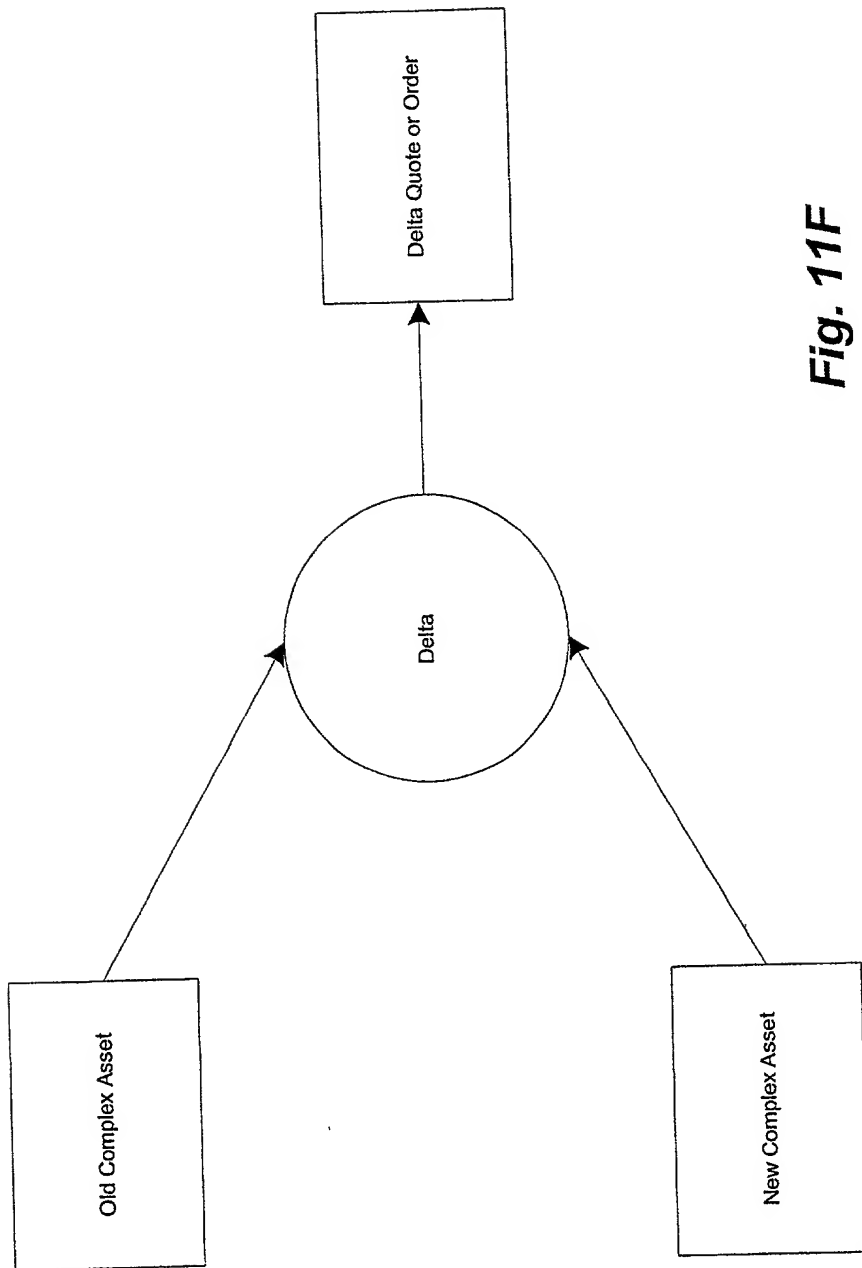 Old Complex Asset
New Complex Asset
Delta
Delta Quote or Order
Fig. 11F